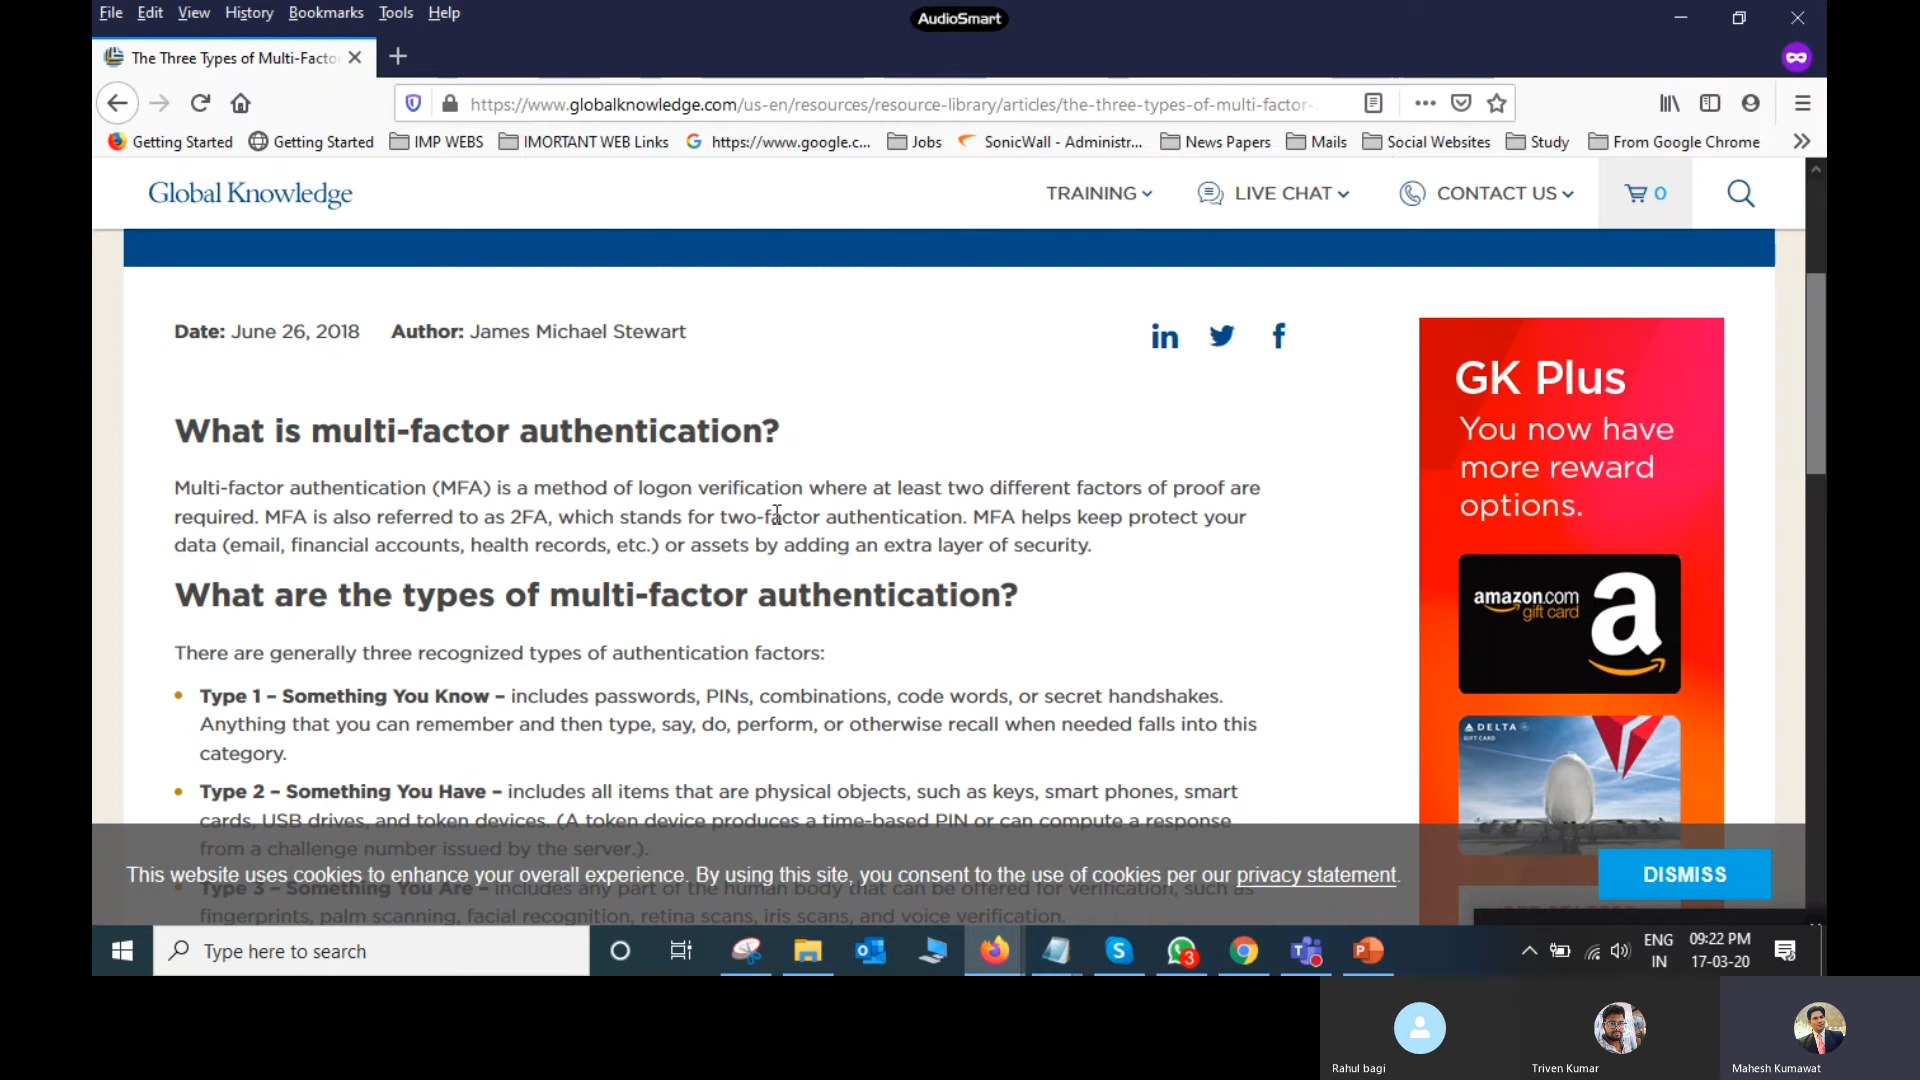 File Edit View History Bookmarks Tools Help
AudioSmart
The Three Types of Multi-Facto
https://www.globalknowledge.com/us-en/resources/resource-library/articles/the-three-types-of-multi-factor-
Getting Started Getting Started IMP WEBS IMORTANT WEB Links https://www.google.c... Jobs SonicWall - Administr... News Papers Mails Social Websites Study From Google Chrome
Global Knowledge TRAINING LIVE CHAT CONTACT US 0
Date: June 26, 2018 Author: James Michael Stewart
What is multi-factor authentication?
Multi-factor authentication (MFA) is a method of logon verification where at least two different factors of proof are
required. MFA is also referred to as 2FA, which stands for two-factor authentication. MFA helps keep protect your
data (email, financial accounts, health records, etc.) or assets by adding an extra layer of security.
What are the types of multi-factor authentication?
There are generally three recognized types of authentication factors:
Type 1 – Something You Know – includes passwords, PINs, combinations, code words, or secret handshakes.
Anything that you can remember and then type, say, do, perform, or otherwise recall when needed falls into this
category.
Type 2 – Something You Have – includes all items that are physical objects, such as keys, smart phones, smart
cards, USB drives, and token devices. (A token device produces a time-based PIN or can compute a response
from a challenge number issued by the server.).
Type 3 – Something You Are – includes any part of the human body that can be offered for verification, such as
fingerprints, palm scanning, facial recognition, retina scans, iris scans, and voice verification.
GK Plus
You now have
more reward
options.
amazon.com
gift card
a
DELTA
GIFT CARD
This website uses cookies to enhance your overall experience. By using this site, you consent to the use of cookies per our privacy statement.
DISMISS
Type here to search
3
ENG
IN
09:22 PM
17-03-20
Rahul bagi
Triven Kumar
Mahesh Kumawat